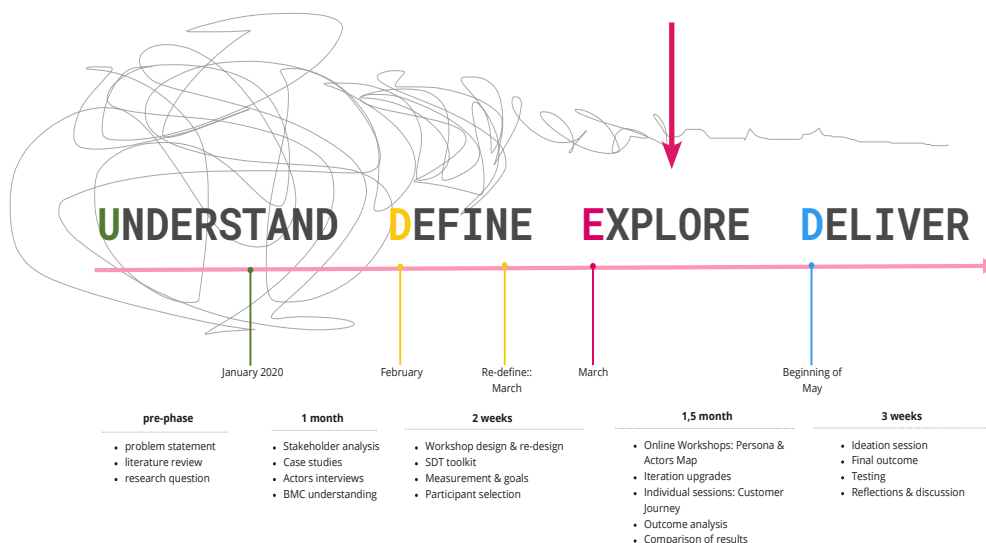 UNDERSTAND DEFINE EXPLORE DELIVER
January 2020
February
Re-define::
March
March
Beginning of
May
pre-phase
• problem statement
• literature review
• research question
1 month
• Stakeholder analysis
• Case studies
• Actors interviews
• BMC understanding
2 weeks
• Workshop design & re-design
• SDT toolkit
• Measurement & goals
• Participant selection
1,5 month
• Online Workshops: Persona &
Actors Map
• Iteration upgrades
• Individual sessions: Customer
Journey
• Outcome analysis
• Comparison of results
3 weeks
• Ideation session
• Final outcome
• Testing
• Reflections & discussion